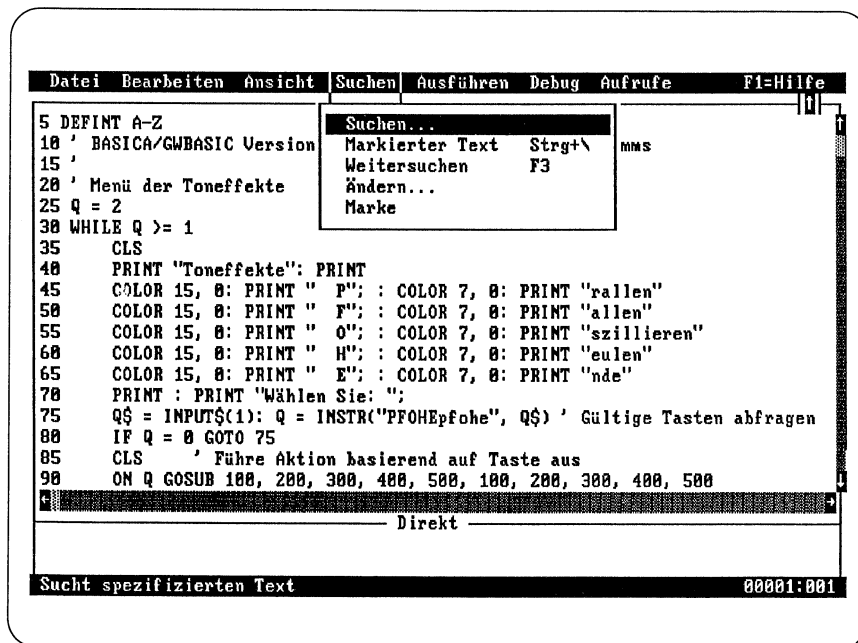 Datei Bearbeiten Ansicht Suchen Ausführen Debug Aufrufe F1=Hilfe
Suchen...
Markierter Text Strg+\
Weitersuchen F3
Ändern...
Marke
5 DEFINT A-Z
10 ' BASICA/GWBASIC Version mms
15 '
20 ' Menü der Toneffekte
25 Q = 2
30 WHILE Q >= 1
35 CLS
40 PRINT "Toneffekte": PRINT
45 COLOR 15, 0: PRINT "  P"; : COLOR 7, 0: PRINT "rallen"
50 COLOR 15, 0: PRINT "  F"; : COLOR 7, 0: PRINT "allen"
55 COLOR 15, 0: PRINT "  O"; : COLOR 7, 0: PRINT "szillieren"
60 COLOR 15, 0: PRINT "  H"; : COLOR 7, 0: PRINT "eulen"
65 COLOR 15, 0: PRINT "  E"; : COLOR 7, 0: PRINT "nde"
70 PRINT : PRINT "Wählen Sie: ";
75 Q$ = INPUT$(1): Q = INSTR("PFOHEpfohe", Q$) ' Gültige Tasten abfragen
80 IF Q = 0 GOTO 75
85 CLS ' Führe Aktion basierend auf Taste aus
90 ON Q GOSUB 100, 200, 300, 400, 500, 100, 200, 300, 400, 500
Direkt
Sucht spezifizierten Text 00001:001